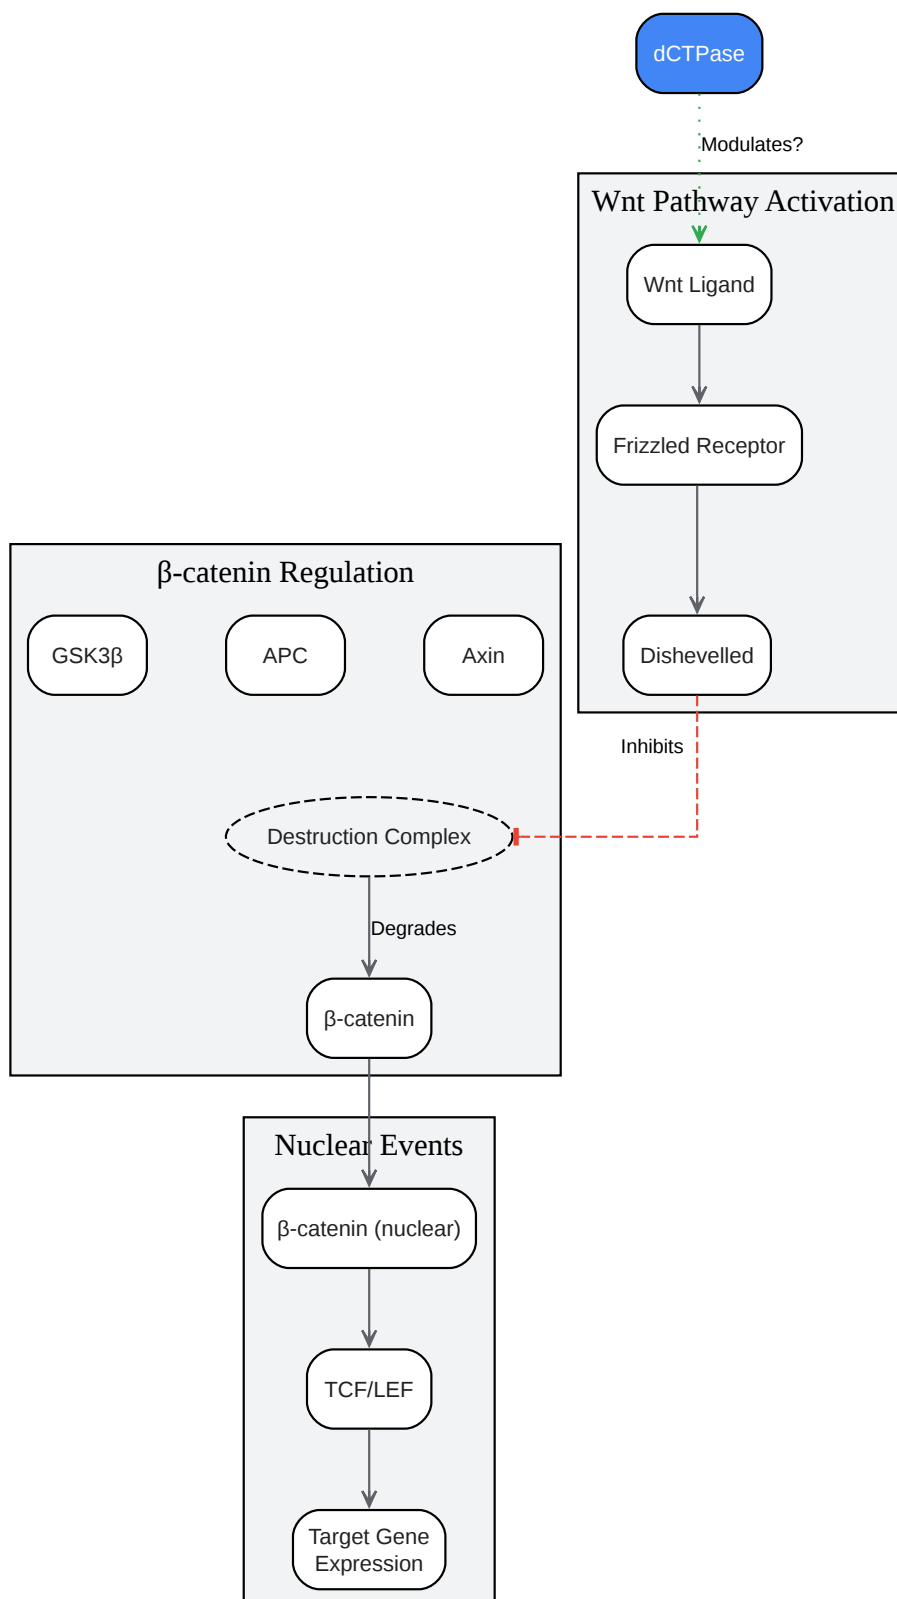 dCTPase
Modulates?
Wnt Pathway Activation
Wnt Ligand
Frizzled Receptor
β-catenin Regulation
GSK3β
APC
Axin
Dishevelled
Inhibits
Destruction Complex
Degrades
β-catenin
Nuclear Events
β-catenin (nuclear)
TCF/LEF
Target Gene
Expression